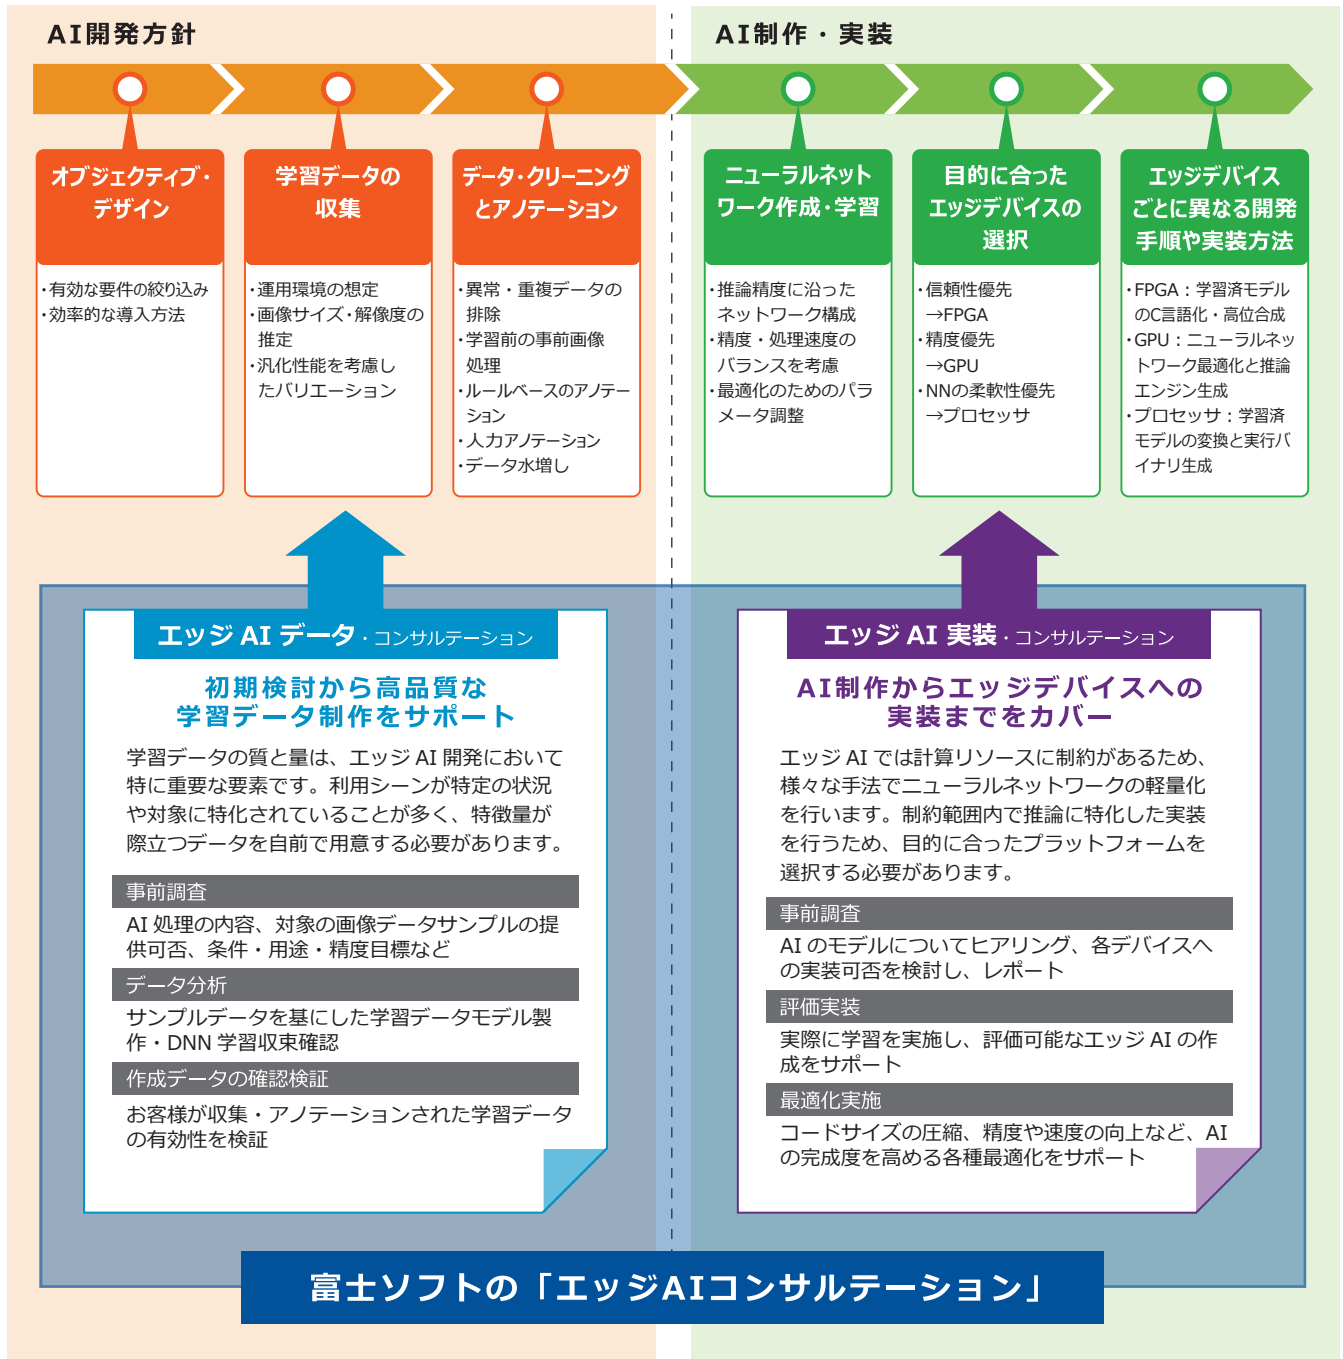 AI開発方針
オブジェクティブ・
デザイン
・有効な要件の絞り込み
・効率的な導入方法
学習データの
収集
・運用環境の想定
・画像サイズ・解像度の
推定
・汎化性能を考慮し
たバリエーション
データ・クリーニング
とアノテーション
・異常・重複データの
排除
・学習前の事前画像
処理
・ルールベースのアノテー
ション
・人力アノテーション
・データ水増し
AI制作・実装
ニューラルネット
ワーク作成・学習
・推論精度に沿った
ネットワーク構成
・精度・処理速度の
バランスを考慮
・最適化のためのパラ
メータ調整
目的に合った
エッジデバイスの
選択
・信頼性優先
→FPGA
・精度優先
→GPU
・NNの柔軟性優先
→プロセッサ
エッジデバイス
ごとに異なる開発
手順や実装方法
・FPGA：学習済モデル
のC言語化・高位合成
・GPU：ニューラルネッ
トワーク最適化と推論
エンジン生成
・プロセッサ：学習済
モデルの変換と実行バ
イナリ生成
エッジ AI データ・コンサルテーション
初期検討から高品質な
学習データ制作をサポート
学習データの質と量は、エッジ AI 開発において
特に重要な要素です。利用シーンが特定の状況
や対象に特化されていることが多く、特徴量が
際立つデータを自前で用意する必要があります。
事前調査
AI 処理の内容、対象の画像データサンプルの提
供可否、条件・用途・精度目標など
データ分析
サンプルデータを基にした学習データモデル製
作・DNN 学習収束確認
作成データの確認検証
お客様が収集・アノテーションされた学習データ
の有効性を検証
エッジ AI 実装・コンサルテーション
AI制作からエッジデバイスへの
実装までをカバー
エッジ AI では計算リソースに制約があるため、
様々な手法でニューラルネットワークの軽量化
を行います。制約範囲内で推論に特化した実装
を行うため、目的に合ったプラットフォームを
選択する必要があります。
事前調査
AI のモデルについてヒアリング、各デバイスへ
の実装可否を検討し、レポート
評価実装
実際に学習を実施し、評価可能なエッジ AI の作
成をサポート
最適化実施
コードサイズの圧縮、精度や速度の向上など、AI
の完成度を高める各種最適化をサポート
富士ソフトの「エッジAIコンサルテーション」